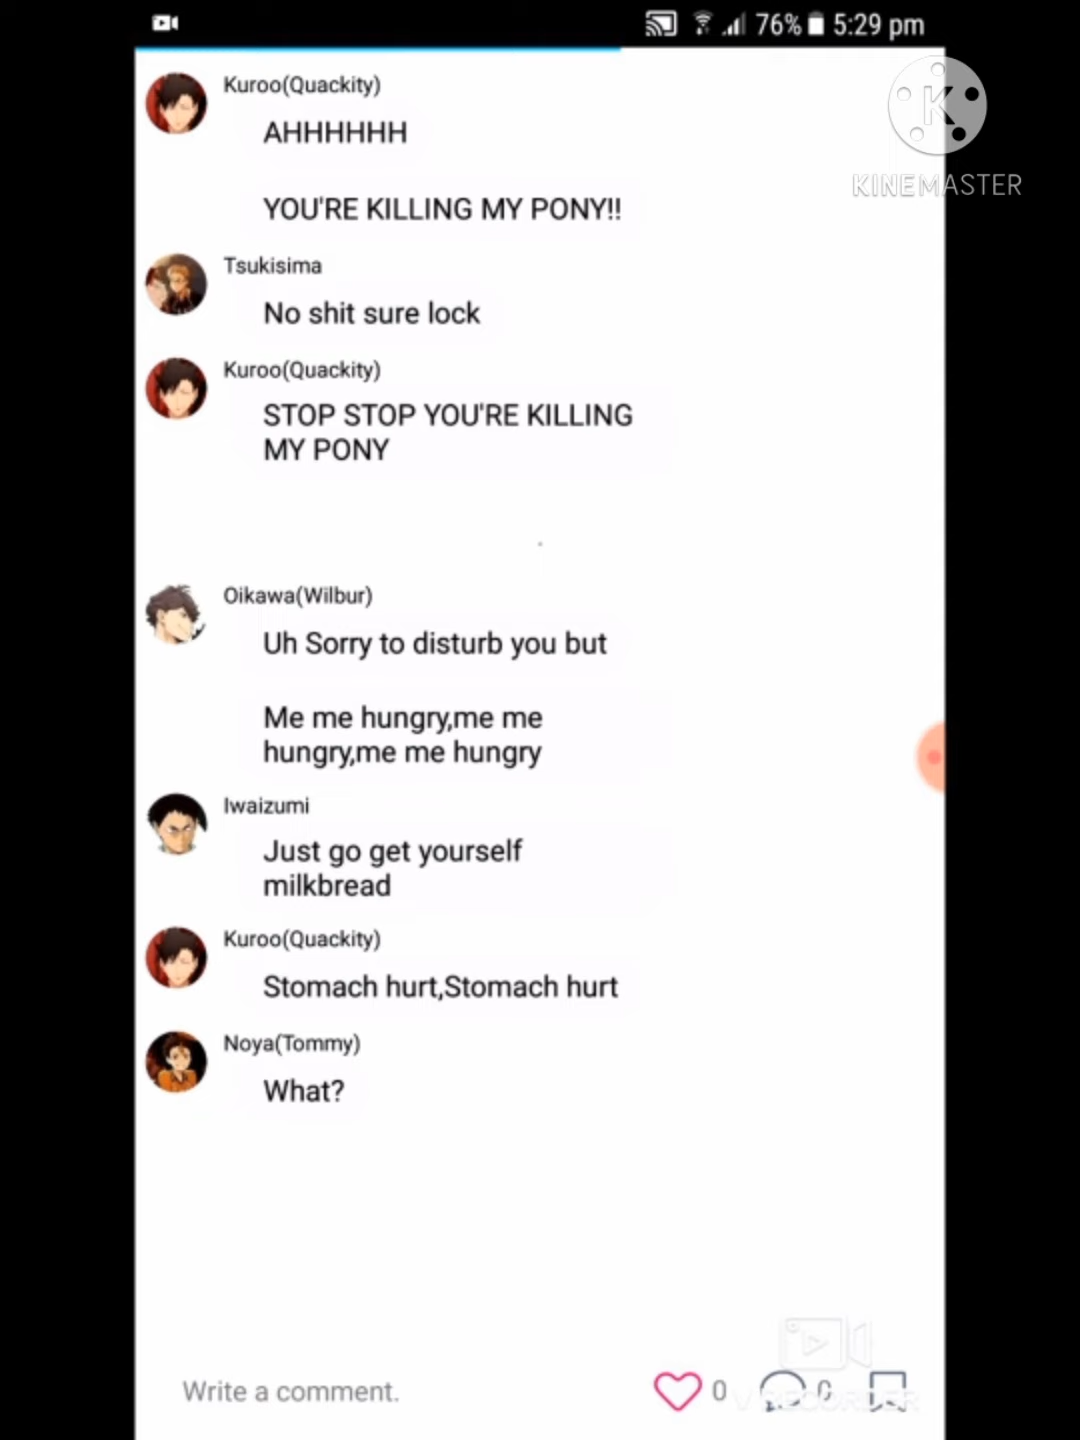 76% 5:29 pm
K
KINEMASTER
Kuroo(Quackity)
AHHHHHH
YOU'RE KILLING MY PONY!!
Tsukisima
No shit sure lock
Kuroo(Quackity)
STOP STOP YOU'RE KILLING
MY PONY
Oikawa(Wilbur)
Uh Sorry to disturb you but
Me me hungry,me me
hungry,me me hungry
Iwaizumi
Just go get yourself
milkbread
Kuroo(Quackity)
Stomach hurt,Stomach hurt
Noya(Tommy)
What?
Write a comment.
0
0
V RECORDER